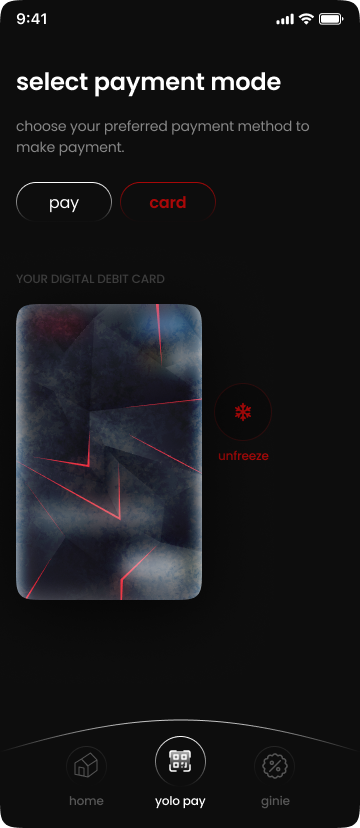 9:41
select payment mode
choose your preferred payment method to
make payment.
pay
card
YOUR DIGITAL DEBIT CARD
unfreeze
home
yolo pay
ginie